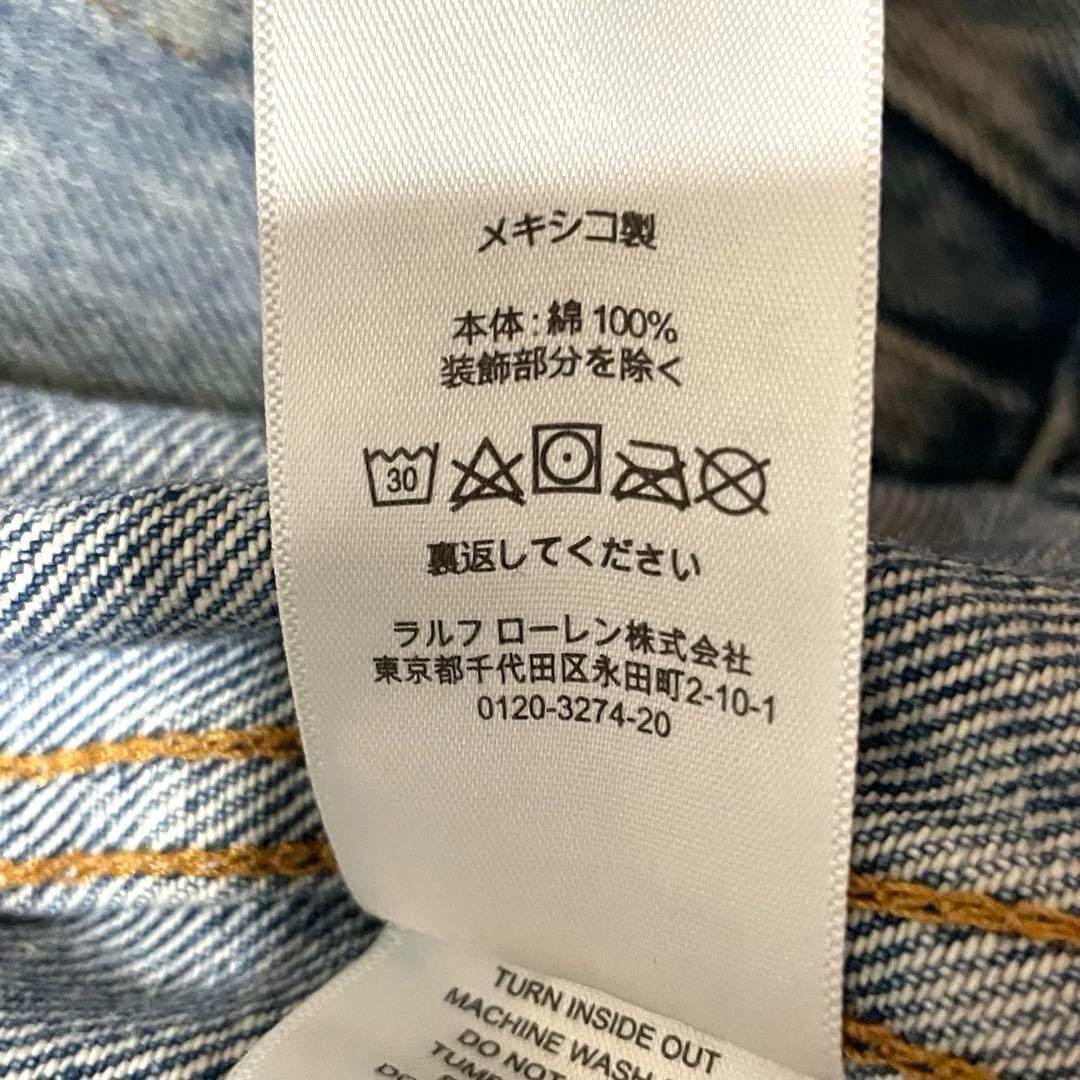 メキシコ製
本体：綿 100%
装飾部分を除く
30
裏返してください
ラルフ ローレン株式会社
東京都千代田区永田町2-10-1
0120-3274-20
TURN INSIDE OUT
MACHINE WASH
DO NOT